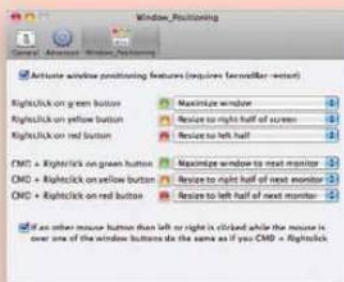 Window_Positioning
General Advanced Window_Positioning
Activate window positioning features (requires SecondBar restart)
Rightclick on green button Maximize window
Rightclick on yellow button Resize to right half of screen
Rightclick on red button Resize to left half
CMD + Rightclick on green button Maximize window to next monitor
CMD + Rightclick on yellow button Resize to right half of next monitor
CMD + Rightclick on red button Resize to left half of next monitor
If an other mouse button than left or right is clicked while the mouse is
over one of the window buttons do the same as if you CMD + Rightclick